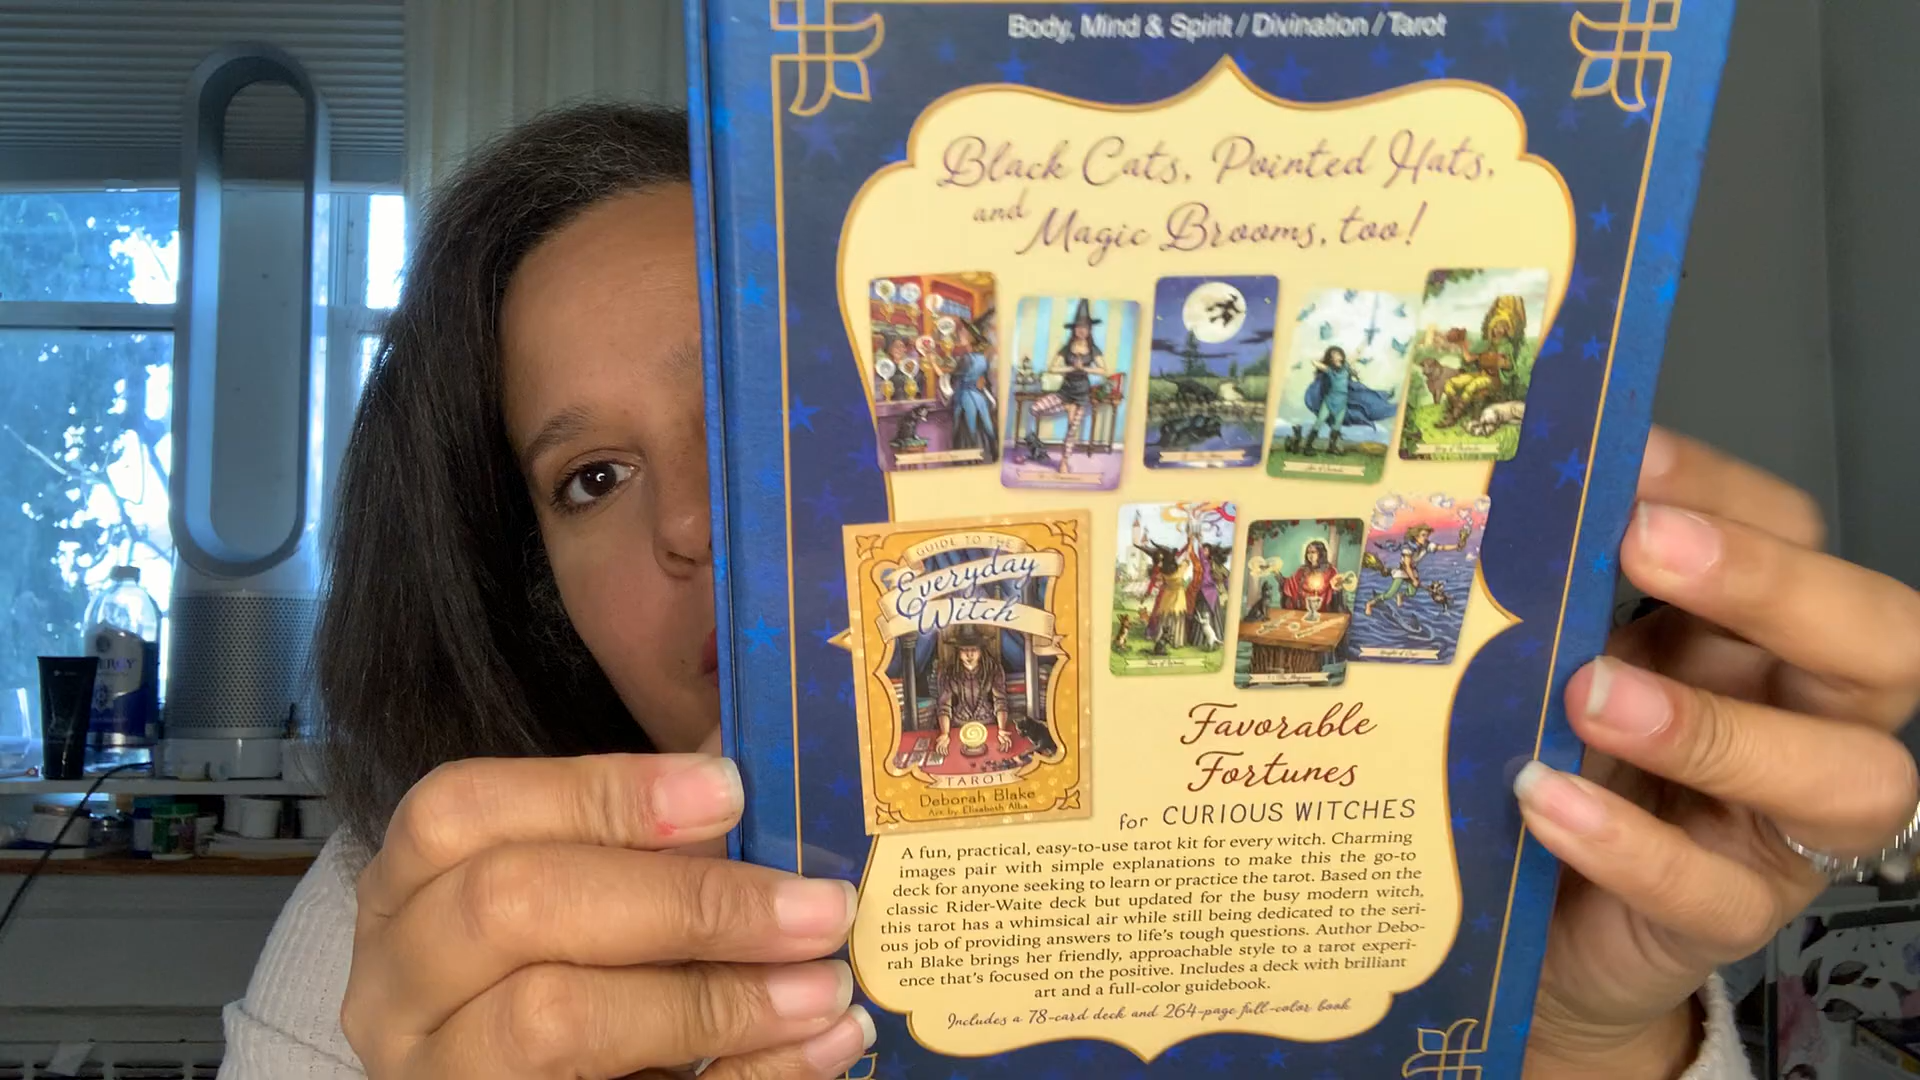 Body, Mind & Spirit / Divination / Tarot
Black Cats, Pointed Hats,
and Magic Brooms, too!
GUIDE TO THE
Everyday
Witch
TAROT
Deborah Blake
Art by Elisabeth Alba
Favorable
Fortunes
for CURIOUS WITCHES
A fun, practical, easy-to-use tarot kit for every witch. Charming
images pair with simple explanations to make this the go-to
deck for anyone seeking to learn or practice the tarot. Based on the
classic Rider-Waite deck but updated for the busy modern witch,
this tarot has a whimsical air while still being dedicated to the seri-
ous job of providing answers to life's tough questions. Author Debo-
rah Blake brings her friendly, approachable style to a tarot experi-
ence that's focused on the positive. Includes a deck with brilliant
art and a full-color guidebook.
Includes a 78-card deck and 264-page full-color book